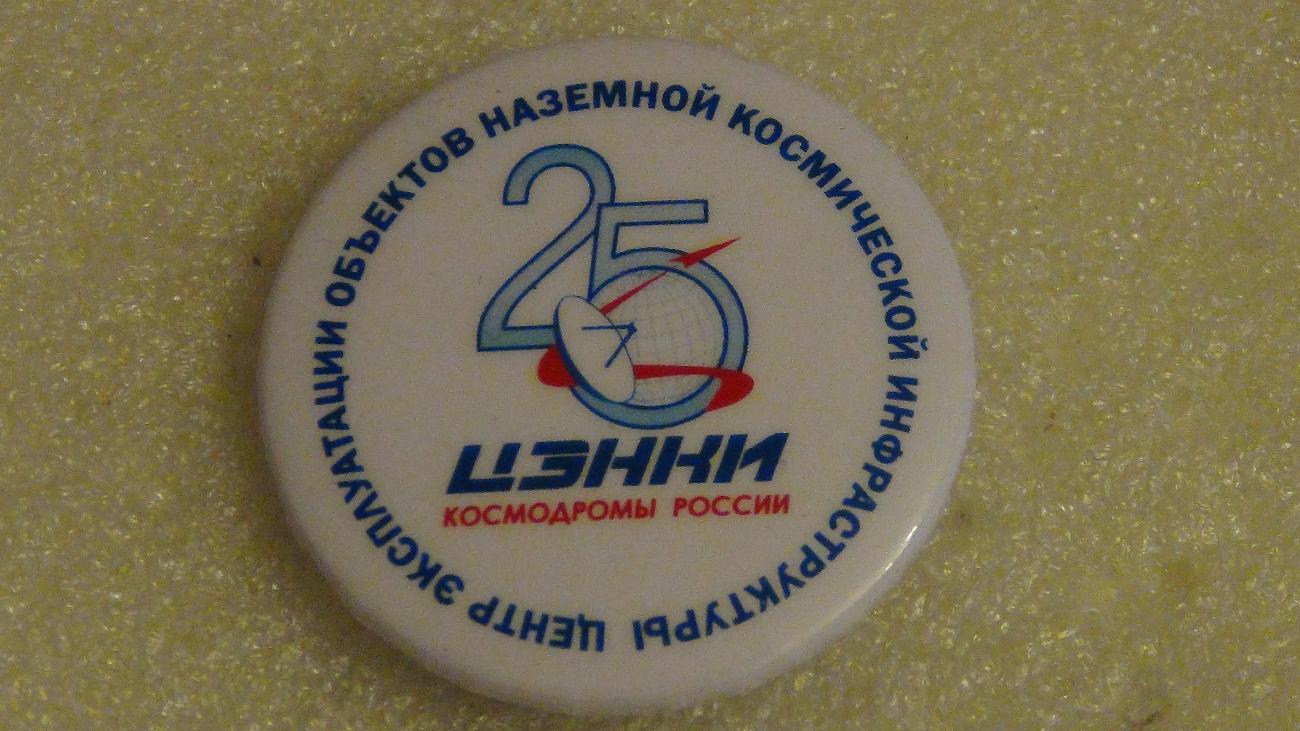 ЦЕНТР ЭКСПЛУАТАЦИИ ОБЪЕКТОВ НАЗЕМНОЙ КОСМИЧЕСКОЙ ИНФРАСТРУКТУРЫ
25
ЦЭНКИ
КОСМОДРОМЫ РОССИИ